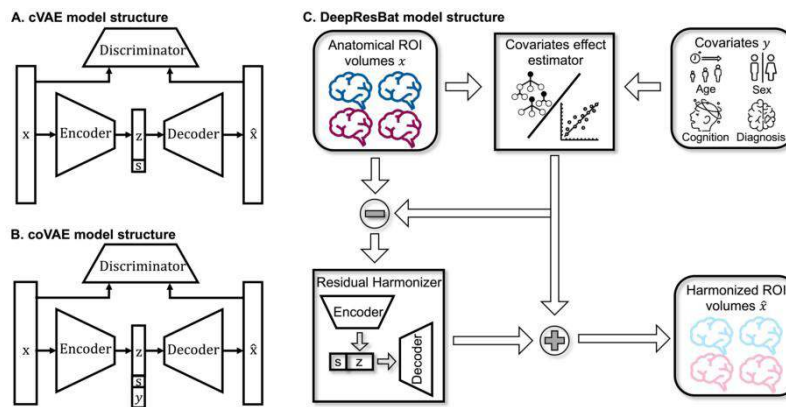 A. cVAE model structure
Discriminator
x
Encoder
z
s
Decoder
x̂
B. coVAE model structure
Discriminator
x
Encoder
z
s
y
Decoder
x̂
C. DeepResBat model structure
Anatomical ROI
volumes x
Covariates effect
estimator
Covariates y
Age
Sex
Cognition
Diagnosis
Residual Harmonizer
Encoder
s
z
Decoder
Harmonized ROI
volumes x̂